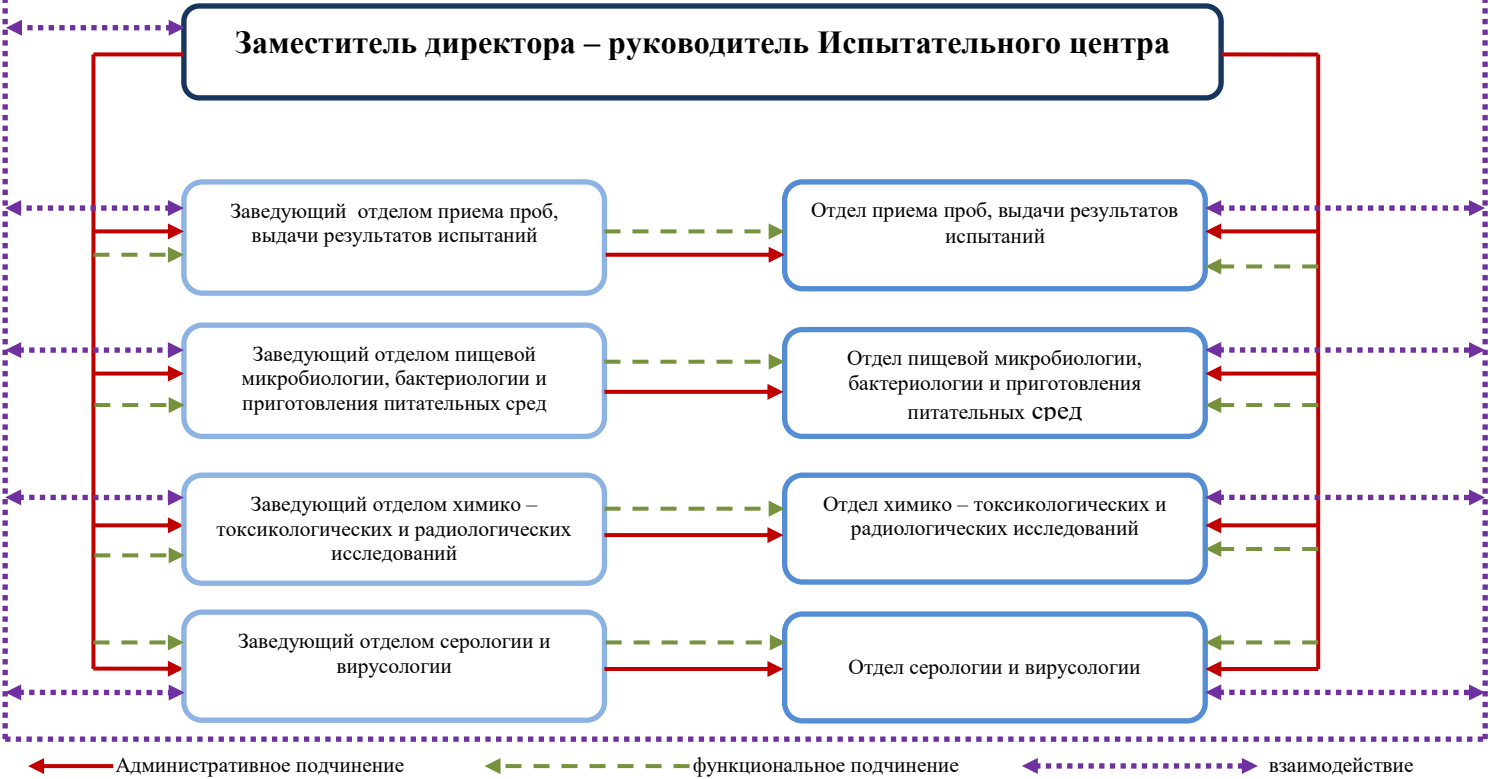 Заместитель директора – руководитель Испытательного центра
Заведующий отделом приема проб,
выдачи результатов испытаний
Отдел приема проб, выдачи результатов
испытаний
Заведующий отделом пищевой
микробиологии, бактериологии и
приготовления питательных сред
Отдел пищевой микробиологии,
бактериологии и приготовления
питательных сред
Заведующий отделом химико –
токсикологических и радиологических
исследований
Отдел химико – токсикологических и
радиологических исследований
Заведующий отделом серологии и
вирусологии
Отдел серологии и вирусологии
Административное подчинение
функциональное подчинение
взаимодействие